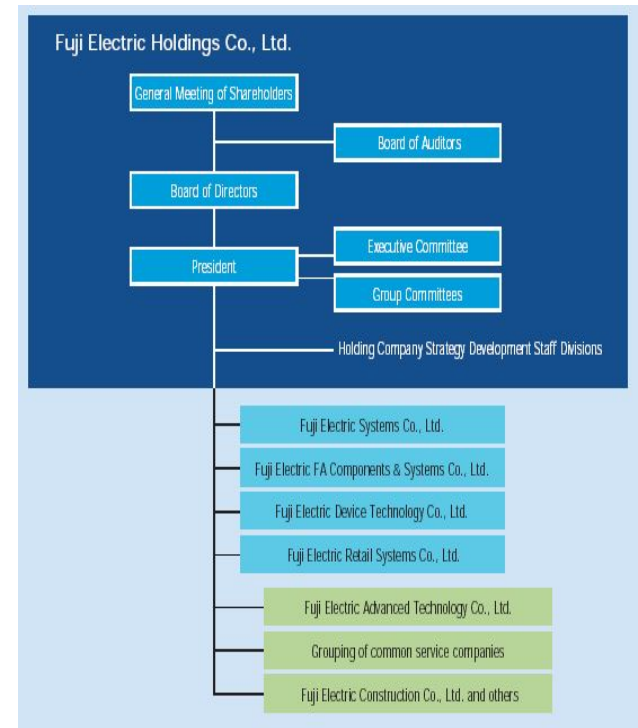 Fuji Electric Holdings Co., Ltd.
General Meeting of Shareholders
Board of Auditors
Board of Directors
Executive Committee
President
Group Committees
Holding Company Strategy Development Staff Divisions
Fuji Electric Systems Co., Ltd.
Fuji Electric FA Components & Systems Co., Ltd.
Fuji Electric Device Technology Co., Ltd.
Fuji Electric Retail Systems Co., Ltd.
Fuji Electric Advanced Technology Co., Ltd.
Grouping of common service companies
Fuji Electric Construction Co., Ltd. and others